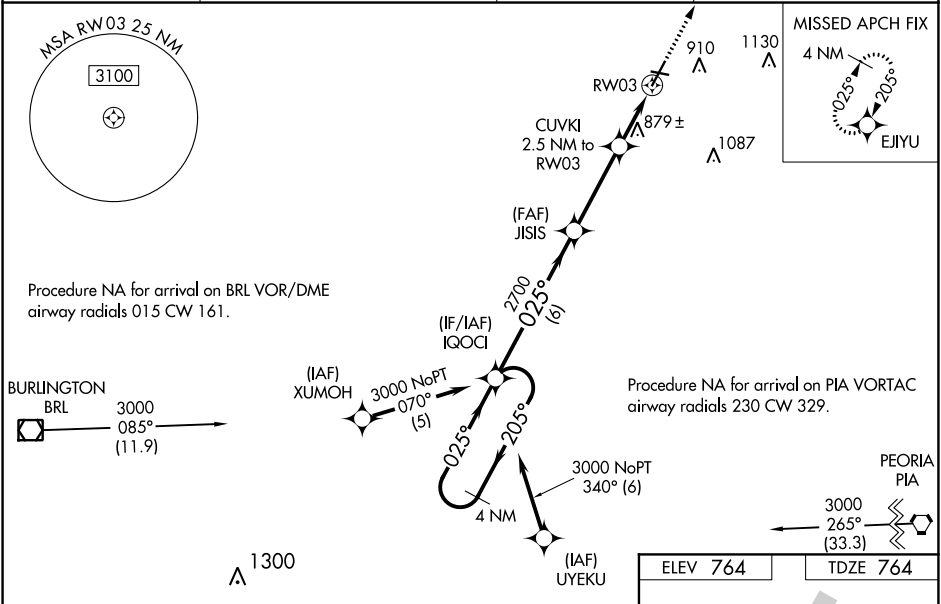 MSA RW03 25 NM
3100
RW03
910
1130
879±
1087
CUVKI
2.5 NM to
RW03
(FAF)
JISIS
MISSED APCH FIX
4 NM
025°
205°
EJIYU
Procedure NA for arrival on BRL VOR/DME
airway radials 015 CW 161.
2700
025°
(6)
(IF/IAF)
IQOCI
(IAF)
XUMOH
3000 NoPT
070°
(5)
BURLINGTON
BRL
3000
085°
(11.9)
025°
205°
4 NM
Procedure NA for arrival on PIA VORTAC
airway radials 230 CW 329.
3000 NoPT
340° (6)
(IAF)
UYEKU
PEORIA
PIA
3000
265°
(33.3)
1300
ELEV 764
TDZE 764